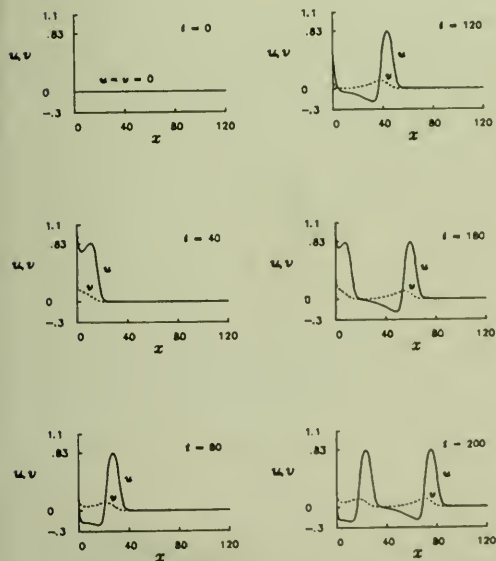 1.1
.83
u,v
0
-.3
t = 0
u = v = 0
0 40 80 120
x
1.1
.83
u,v
0
-.3
t = 40
u
v
0 40 80 120
x
1.1
.83
u,v
0
-.3
t = 80
u
v
0 40 80 120
x
1.1
.83
u,v
0
-.3
t = 120
u
v
0 40 80 120
x
1.1
.83
u,v
0
-.3
t = 160
u
v
0 40 80 120
x
1.1
.83
u,v
0
-.3
t = 200
u
v
0 40 80 120
x